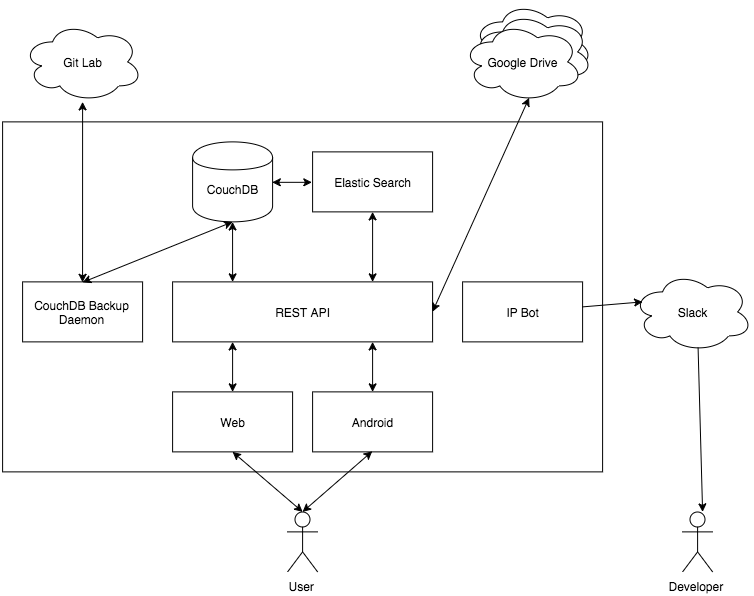 Git Lab
Google Drive
CouchDB
Elastic Search
CouchDB Backup
Daemon
REST API
IP Bot
Slack
Web
Android
User
Developer